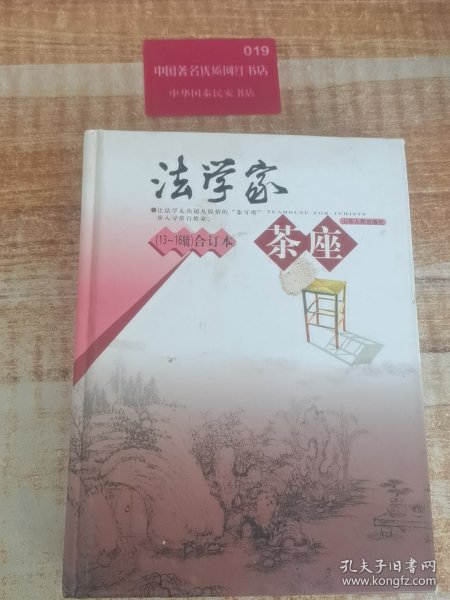 019
中国著名优质网红书店
中华国泰民安书店
法学家
●让法学走出超凡脱俗的“象牙塔” TEAHOUSE FOR JURISTS
步入寻常百姓家。
山东人民出版社
(13~16辑)合订本
茶座
孔夫子旧书网
www.kongfz.com